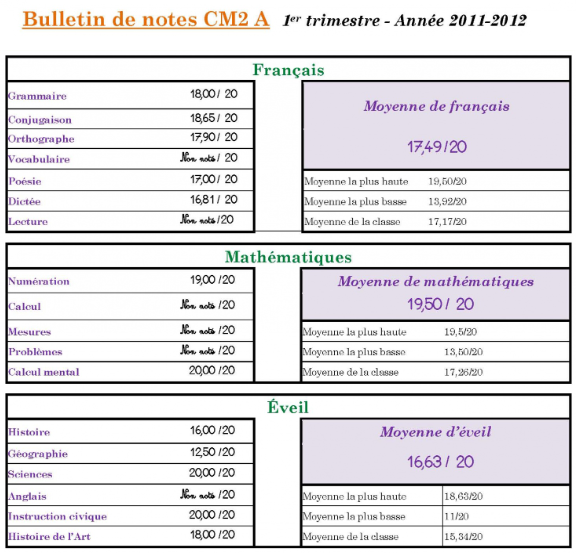 Bulletin de notes CM2 A 1er trimestre - Année 2011-2012
Français
Grammaire 18,00 / 20
Conjugaison 18,65 / 20
Orthographe 17,90 / 20
Vocabulaire Non noté / 20
Poésie 17,00 / 20
Dictée 16,81 / 20
Lecture Non noté /20
Moyenne de français
17,49/20
Moyenne la plus haute 19,50/20
Moyenne la plus basse 13,92/20
Moyenne de la classe 17,17/20
Mathématiques
Numération 19,00 /20
Calcul Non noté /20
Mesures Non noté /20
Problèmes Non noté /20
Calcul mental 20,00 /20
Moyenne de mathématiques
19,50 / 20
Moyenne la plus haute 19,5/20
Moyenne la plus basse 13,50/20
Moyenne de la classe 17,26/20
Éveil
Histoire 16,00 /20
Géographie 12,50 /20
Sciences 20,00 /20
Anglais Non noté /20
Instruction civique 20,00 /20
Histoire de l'Art 18,00 /20
Moyenne d'éveil
16,63 / 20
Moyenne la plus haute 18,63/20
Moyenne la plus basse 11/20
Moyenne de la classe 15,34/20